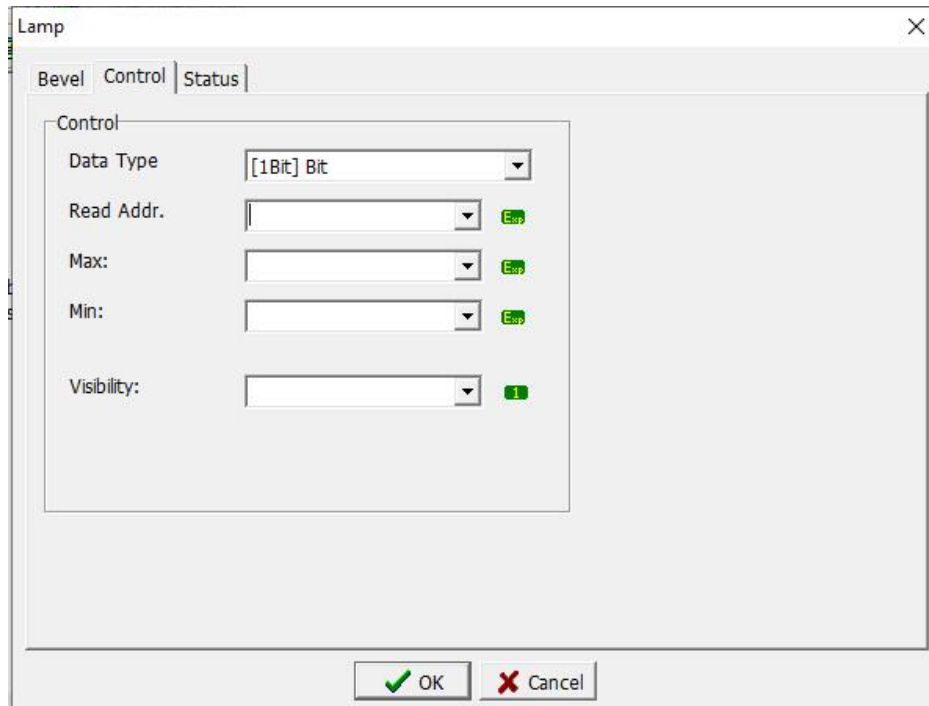 Lamp
Bevel Control Status
Control
Data Type [1Bit] Bit
Read Addr. Exp
Max: Exp
Min: Exp
Visibility: 1
OK Cancel